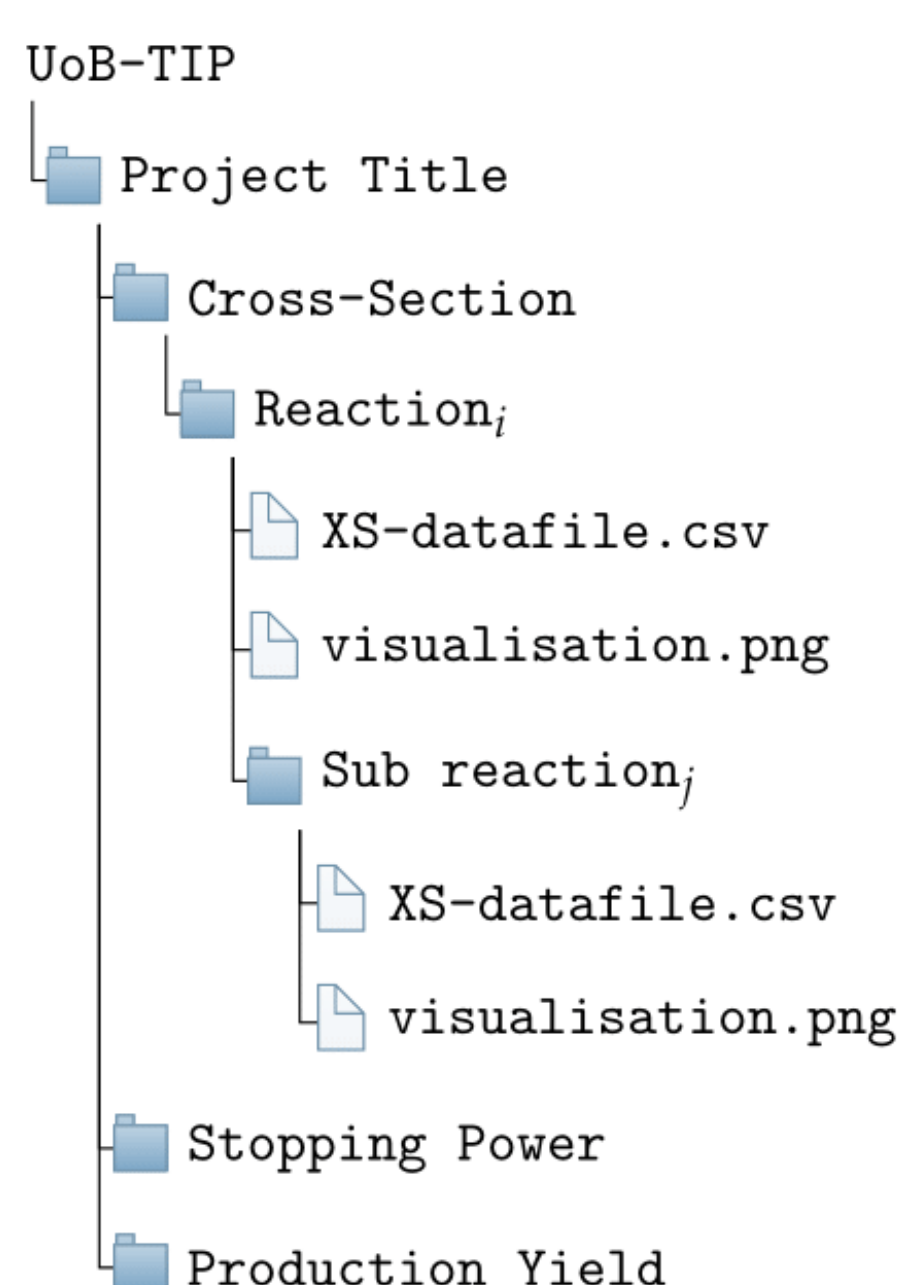 UoB-TIP
Project Title
Cross-Section
Reactioni
XS-datafile.csv
visualisation.png
Sub reactionj
XS-datafile.csv
visualisation.png
Stopping Power
Production Yield